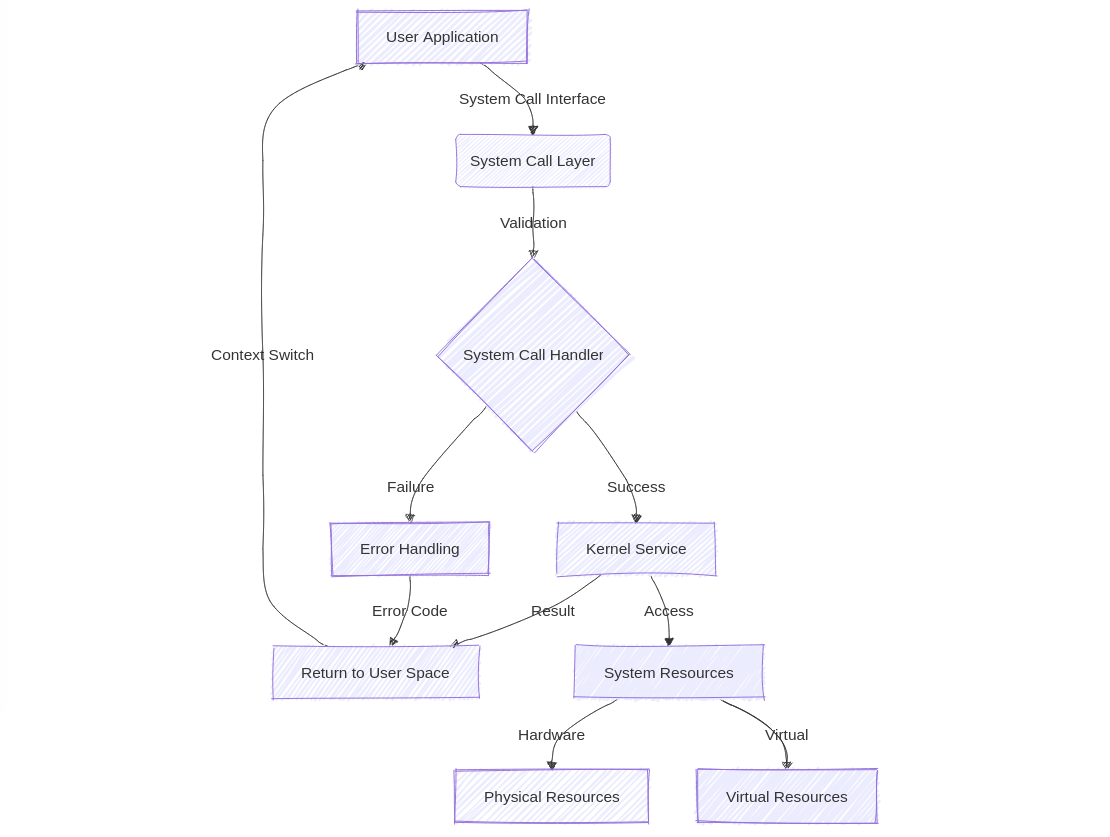 User Application
System Call Interface
System Call Layer
Validation
Context Switch
System Call Handler
Failure
Success
Error Handling
Kernel Service
Error Code
Result
Access
Return to User Space
System Resources
Hardware
Virtual
Physical Resources
Virtual Resources